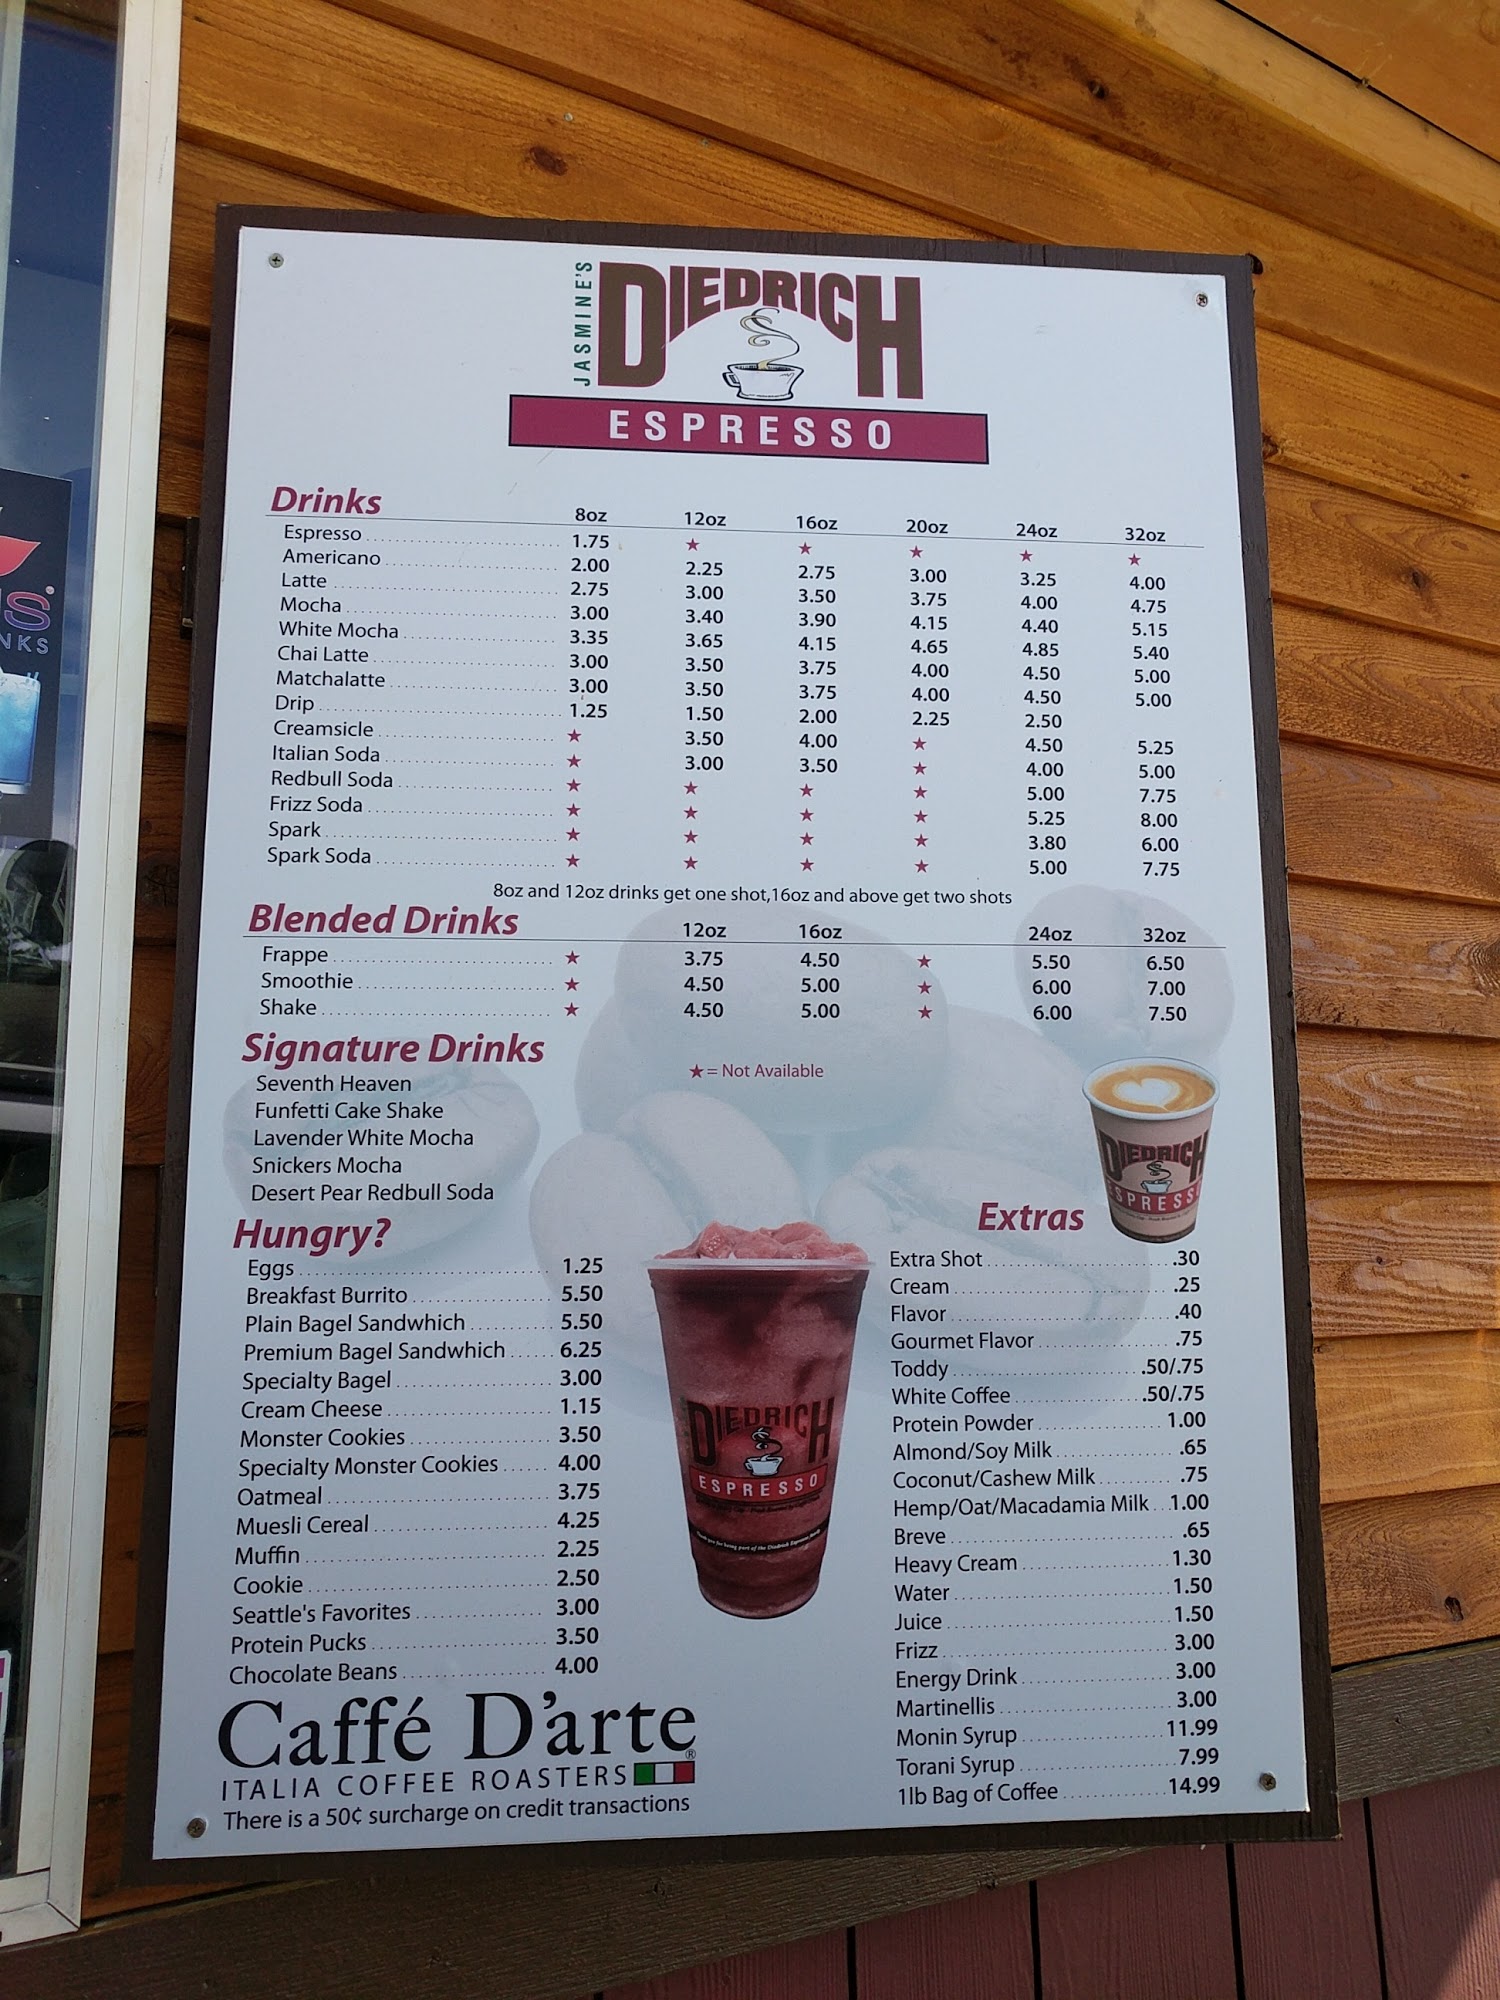 JASMINE'S
DIEDRICH
ESPRESSO
Drinks 8oz 12oz 16oz 20oz 24oz 32oz
Espresso 1.75 ★ ★ ★ ★ ★
Americano 2.00 2.25 2.75 3.00 3.25 4.00
Latte 2.75 3.00 3.50 3.75 4.00 4.75
Mocha 3.00 3.40 3.90 4.15 4.40 5.15
White Mocha 3.35 3.65 4.15 4.65 4.85 5.40
Chai Latte 3.00 3.50 3.75 4.00 4.50 5.00
Matchalatte 3.00 3.50 3.75 4.00 4.50 5.00
Drip 1.25 1.50 2.00 2.25 2.50
Creamsicle ★ 3.50 4.00 ★ 4.50 5.25
Italian Soda ★ 3.00 3.50 ★ 4.00 5.00
Redbull Soda ★ ★ ★ ★ 5.00 7.75
Frizz Soda ★ ★ ★ ★ 5.25 8.00
Spark ★ ★ ★ ★ 3.80 6.00
Spark Soda ★ ★ ★ ★ 5.00 7.75
8oz and 12oz drinks get one shot,16oz and above get two shots
Blended Drinks 12oz 16oz 24oz 32oz
Frappe ★ 3.75 4.50 ★ 5.50 6.50
Smoothie ★ 4.50 5.00 ★ 6.00 7.00
Shake ★ 4.50 5.00 ★ 6.00 7.50
★= Not Available
Signature Drinks
Seventh Heaven
Funfetti Cake Shake
Lavender White Mocha
Snickers Mocha
Desert Pear Redbull Soda
Hungry?
Eggs 1.25
Breakfast Burrito 5.50
Plain Bagel Sandwhich 5.50
Premium Bagel Sandwhich 6.25
Specialty Bagel 3.00
Cream Cheese 1.15
Monster Cookies 3.50
Specialty Monster Cookies 4.00
Oatmeal 3.75
Muesli Cereal 4.25
Muffin 2.25
Cookie 2.50
Seattle's Favorites 3.00
Protein Pucks 3.50
Chocolate Beans 4.00
Extras
Extra Shot .30
Cream .25
Flavor .40
Gourmet Flavor .75
Toddy .50/.75
White Coffee .50/.75
Protein Powder 1.00
Almond/Soy Milk .65
Coconut/Cashew Milk .75
Hemp/Oat/Macadamia Milk 1.00
Breve .65
Heavy Cream 1.30
Water 1.50
Juice 1.50
Frizz 3.00
Energy Drink 3.00
Martinellis 3.00
Monin Syrup 11.99
Torani Syrup 7.99
1lb Bag of Coffee 14.99
DIEDRICH
ESPRESSO
DIEDRICH
ESPRESSO
Caffé D'arte®
ITALIA COFFEE ROASTERS
There is a 50¢ surcharge on credit transactions